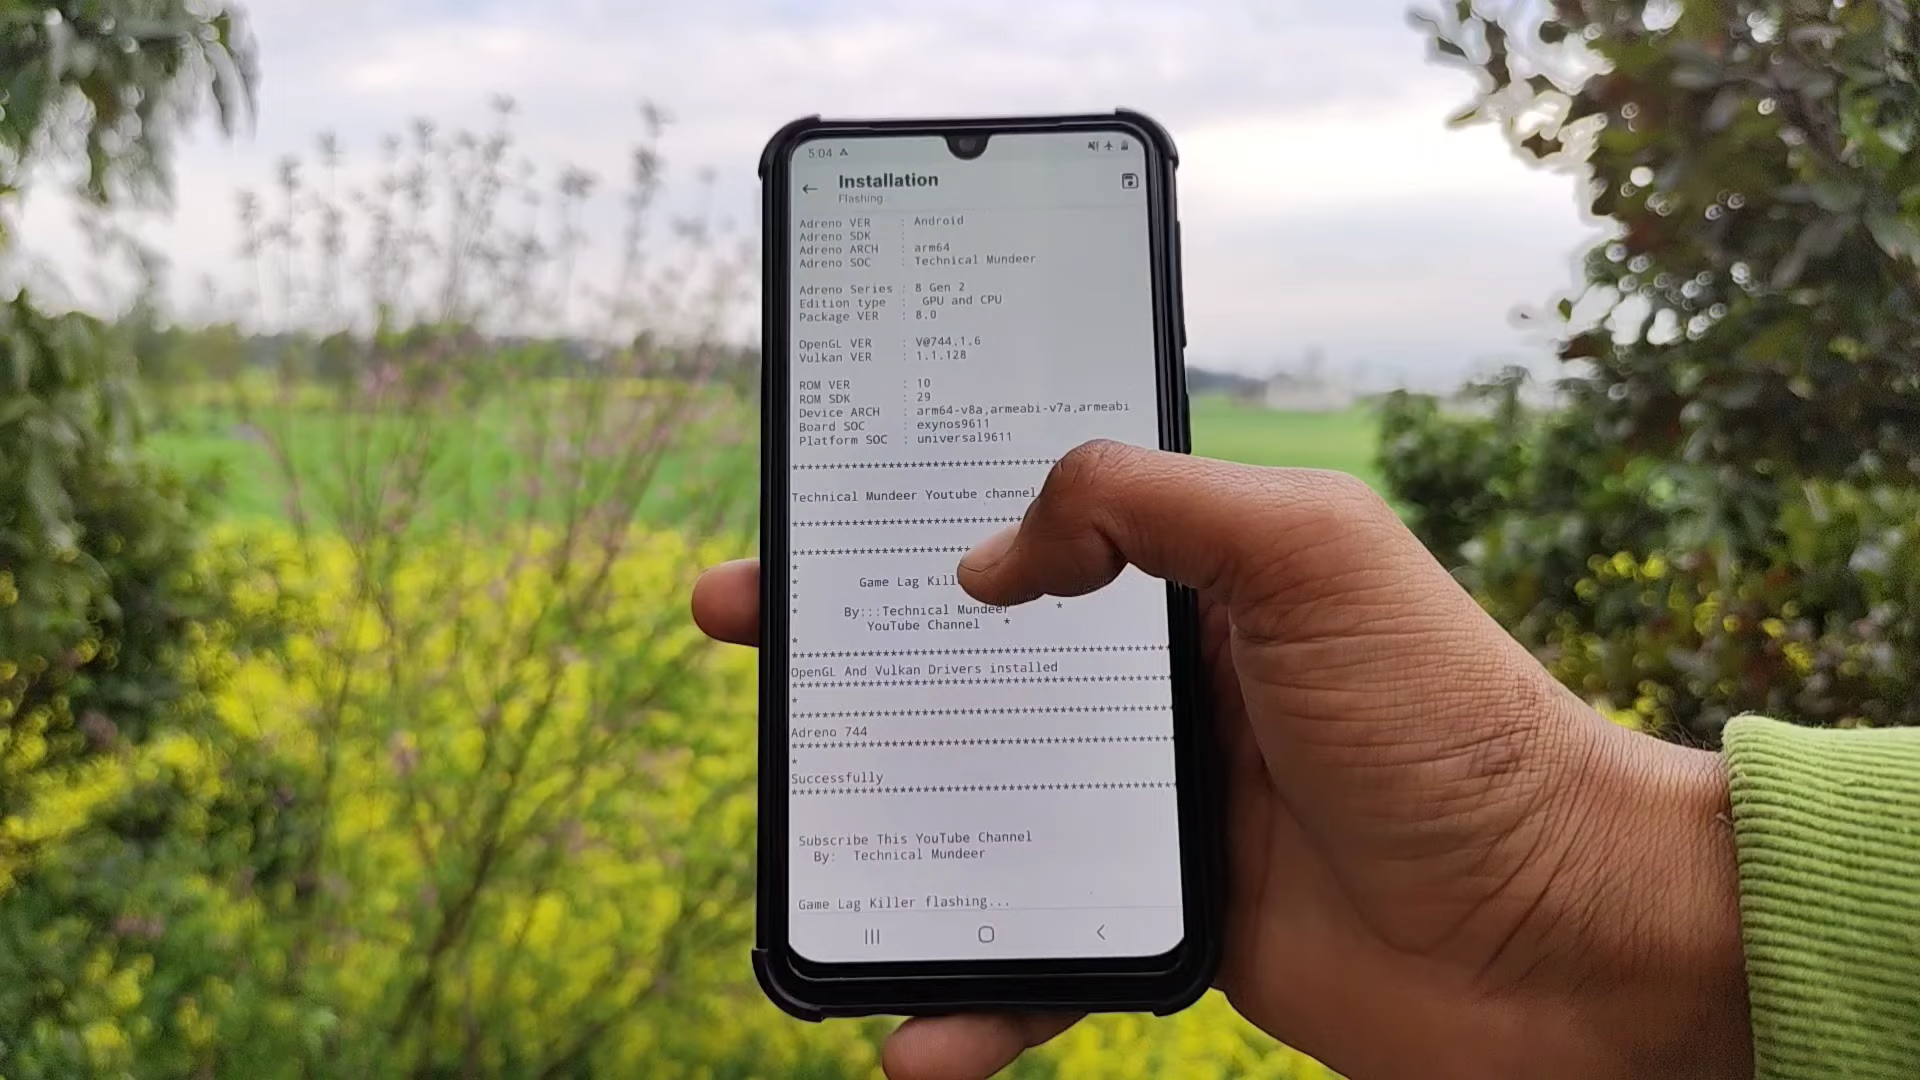 5:04
Installation
Flashing
Adreno VER : Android
Adreno SDK :
Adreno ARCH : arm64
Adreno SOC : Technical Mundeer
Adreno Series : 8 Gen 2
Edition type : GPU and CPU
Package VER : 8.0
OpenGL VER : V@744.1.6
Vulkan VER : 1.1.128
ROM VER : 10
ROM SDK : 29
Device ARCH : arm64-v8a,armeabi-v7a,armeabi
Board SOC : exynos9611
Platform SOC : universal9611
Technical Mundeer Youtube channel
Game Lag
By:::Technical Mundeer *
YouTube Channel *
OpenGL And Vulkan Drivers installed
Adreno 744
Successfully
Subscribe This YouTube Channel
By: Technical Mundeer
Game Lag Killer flashing...